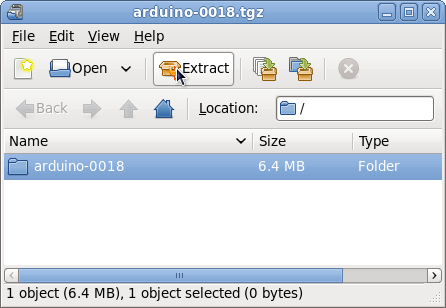 arduino-0018.tgz
File Edit View Help
Open Extract
Back Location: /
Name Size Type
arduino-0018 6.4 MB Folder
1 object (6.4 MB), 1 object selected (0 bytes)